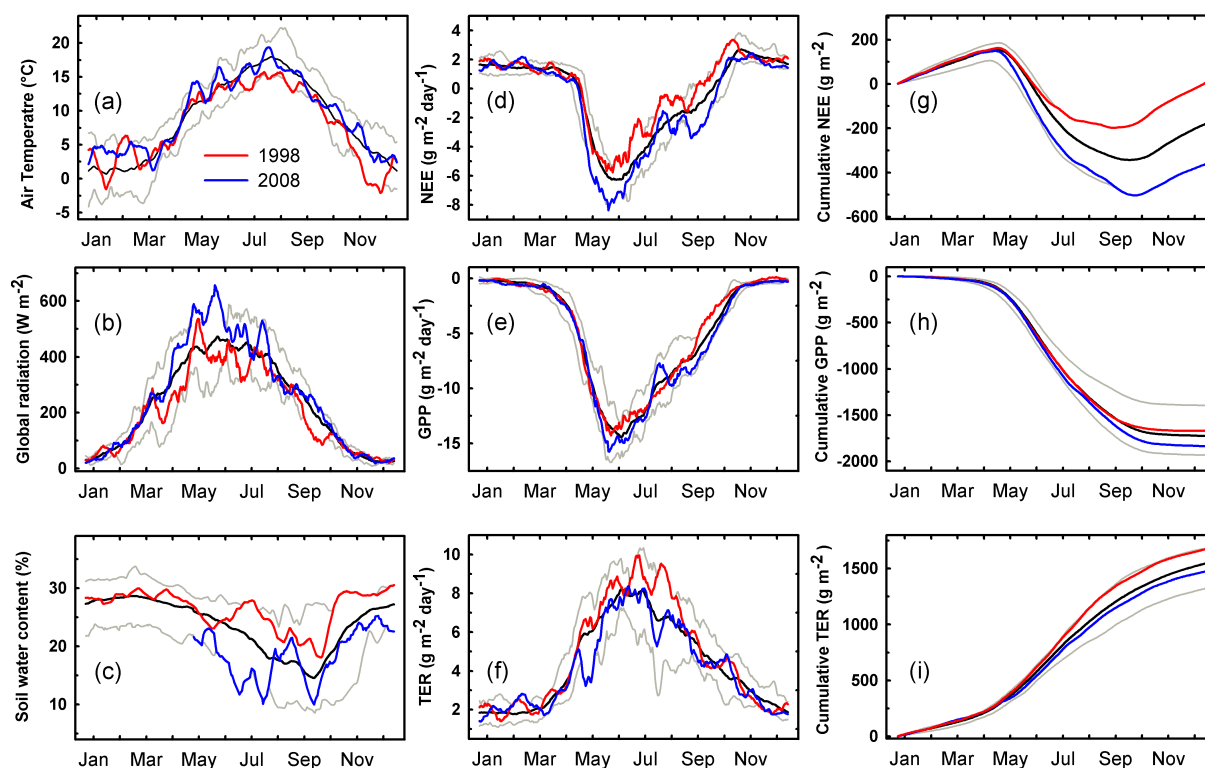 Air Temperatre (°C)
20
15
10
5
0
-5
(a)
1998
2008
Jan Mar May Jul Sep Nov
NEE (g m-2 day-1)
4
2
0
-2
-4
-6
-8
(d)
Jan Mar May Jul Sep Nov
Cumulative NEE (g m-2)
200
0
-200
-400
-600
(g)
Jan Mar May Jul Sep Nov
Global radiation (W m-2)
600
400
200
0
(b)
Jan Mar May Jul Sep Nov
GPP (g m-2 day-1)
0
-5
-10
-15
(e)
Jan Mar May Jul Sep Nov
Cumulative GPP (g m-2)
0
-500
-1000
-1500
-2000
(h)
Jan Mar May Jul Sep Nov
Soil water content (%)
30
20
10
(c)
Jan Mar May Jul Sep Nov
TER (g m-2 day-1)
10
8
6
4
2
(f)
Jan Mar May Jul Sep Nov
Cumulative TER (g m-2)
1500
1000
500
0
(i)
Jan Mar May Jul Sep Nov